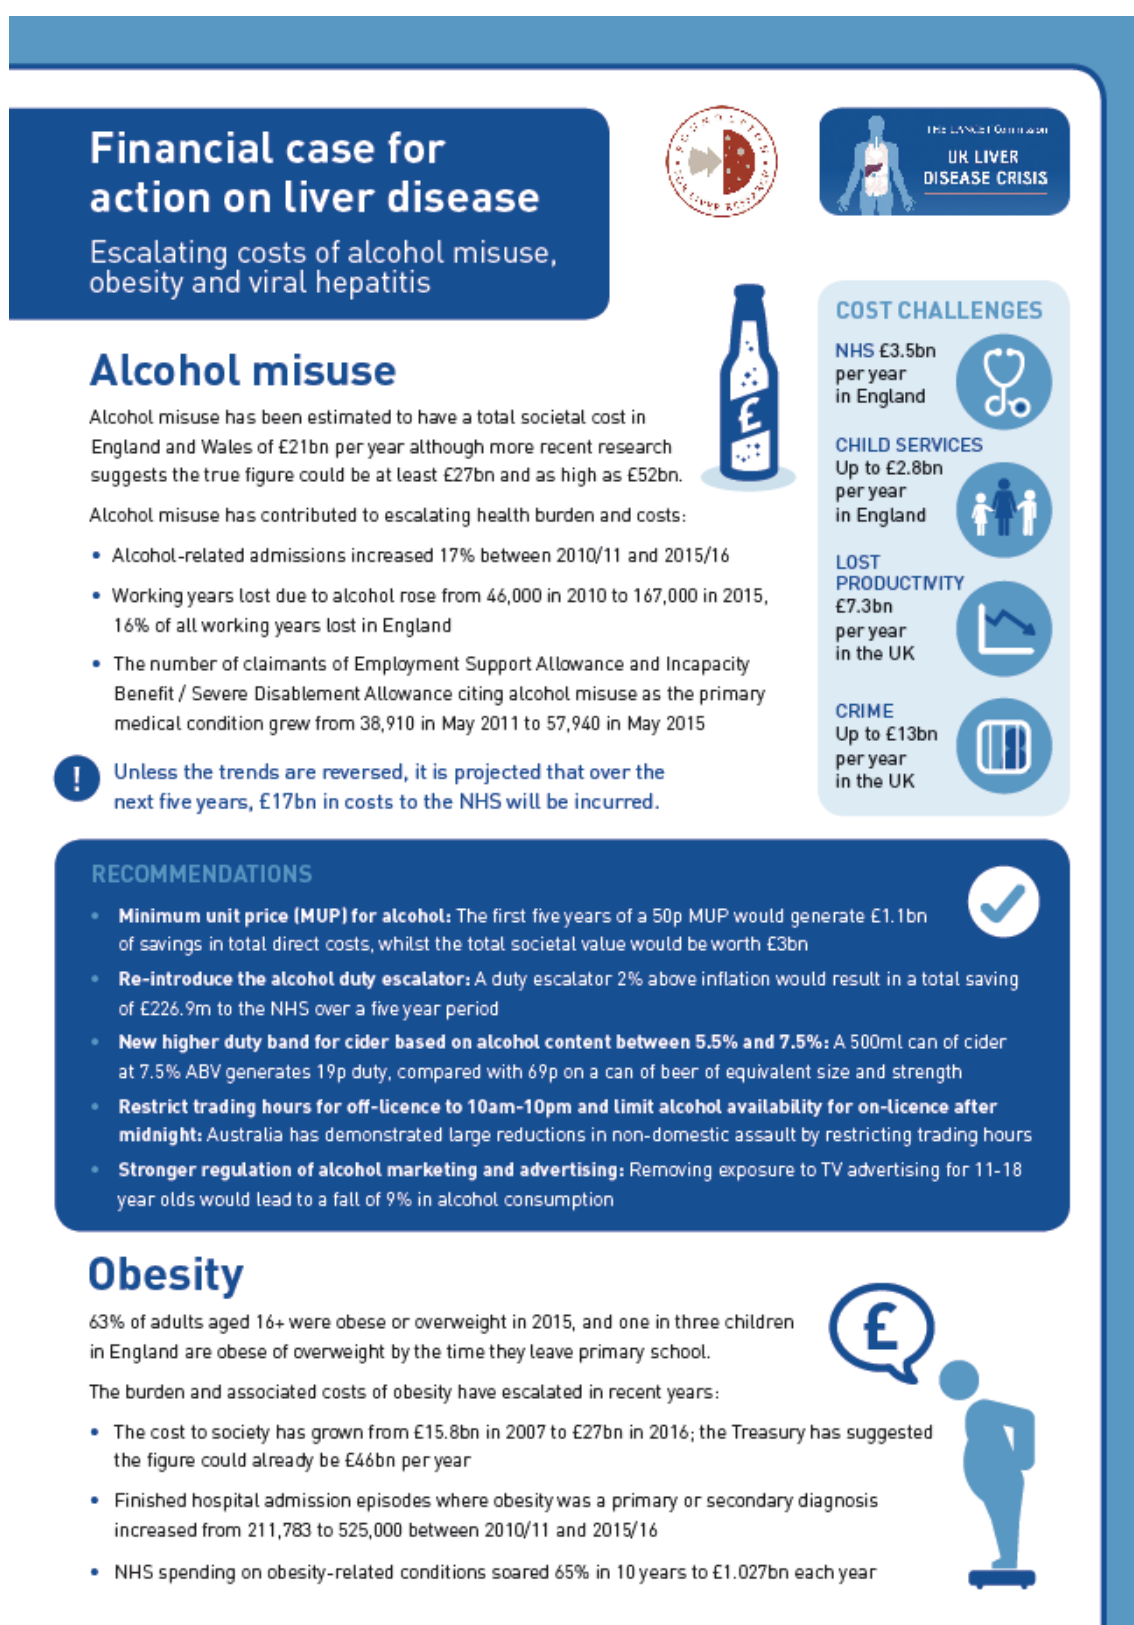 Financial case for
action on liver disease
Escalating costs of alcohol misuse,
obesity and viral hepatitis
FOUNDATION
FOR LIVER RESEARCH
THE LANCET Commission
UK LIVER
DISEASE CRISIS
Alcohol misuse
Alcohol misuse has been estimated to have a total societal cost in
England and Wales of £21bn per year although more recent research
suggests the true figure could be at least £27bn and as high as £52bn.
Alcohol misuse has contributed to escalating health burden and costs:
• Alcohol-related admissions increased 17% between 2010/11 and 2015/16
• Working years lost due to alcohol rose from 46,000 in 2010 to 167,000 in 2015,
16% of all working years lost in England
• The number of claimants of Employment Support Allowance and Incapacity
Benefit / Severe Disablement Allowance citing alcohol misuse as the primary
medical condition grew from 38,910 in May 2011 to 57,940 in May 2015
! Unless the trends are reversed, it is projected that over the
next five years, £17bn in costs to the NHS will be incurred.
£
COST CHALLENGES
NHS £3.5bn
per year
in England
CHILD SERVICES
Up to £2.8bn
per year
in England
LOST
PRODUCTIVITY
£7.3bn
per year
in the UK
CRIME
Up to £13bn
per year
in the UK
RECOMMENDATIONS
• Minimum unit price (MUP) for alcohol: The first five years of a 50p MUP would generate £1.1bn
of savings in total direct costs, whilst the total societal value would be worth £3bn
• Re-introduce the alcohol duty escalator: A duty escalator 2% above inflation would result in a total saving
of £226.9m to the NHS over a five year period
• New higher duty band for cider based on alcohol content between 5.5% and 7.5%: A 500ml can of cider
at 7.5% ABV generates 19p duty, compared with 69p on a can of beer of equivalent size and strength
• Restrict trading hours for off-licence to 10am-10pm and limit alcohol availability for on-licence after
midnight: Australia has demonstrated large reductions in non-domestic assault by restricting trading hours
• Stronger regulation of alcohol marketing and advertising: Removing exposure to TV advertising for 11-18
year olds would lead to a fall of 9% in alcohol consumption
Obesity
63% of adults aged 16+ were obese or overweight in 2015, and one in three children
in England are obese of overweight by the time they leave primary school.
The burden and associated costs of obesity have escalated in recent years:
• The cost to society has grown from £15.8bn in 2007 to £27bn in 2016; the Treasury has suggested
the figure could already be £46bn per year
• Finished hospital admission episodes where obesity was a primary or secondary diagnosis
increased from 211,783 to 525,000 between 2010/11 and 2015/16
• NHS spending on obesity-related conditions soared 65% in 10 years to £1.027bn each year
£